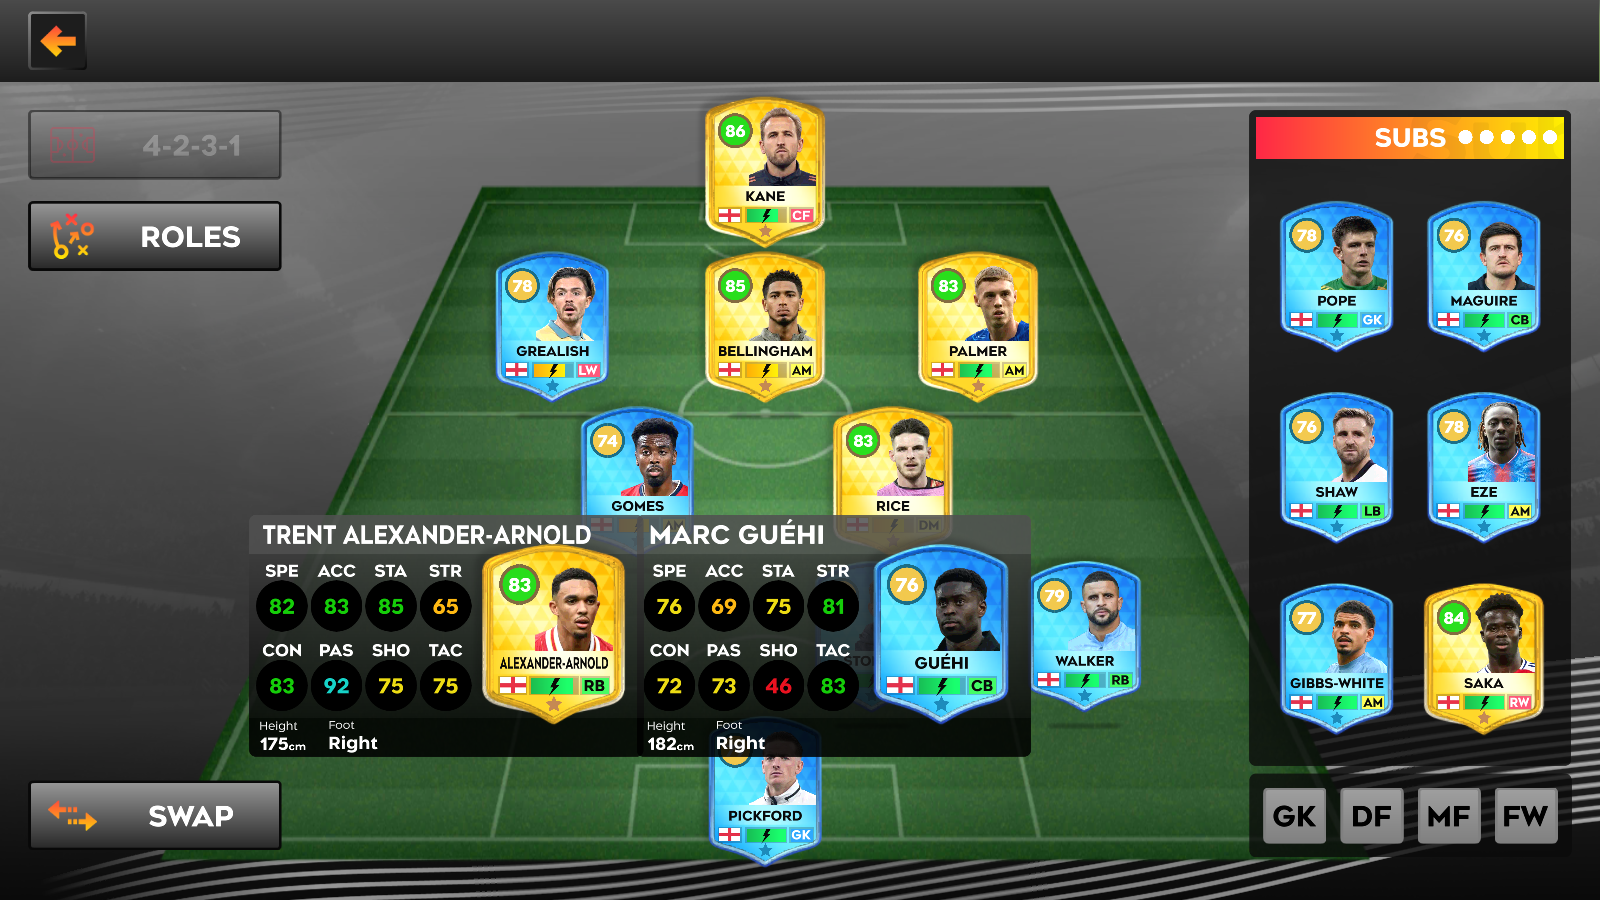 4-2-3-1
ROLES
SWAP
86
KANE
CF
78
GREALISH
LW
85
BELLINGHAM
AM
83
PALMER
AM
74
GOMES
AM
83
RICE
DM
TRENT ALEXANDER-ARNOLD
SPE ACC STA STR
82 83 85 65
CON PAS SHO TAC
83 92 75 75
Height Foot
175cm Right
83
ALEXANDER-ARNOLD
RB
MARC GUÉHI
SPE ACC STA STR
76 69 75 81
CON PAS SHO TAC
72 73 46 83
Height Foot
182cm Right
76
GUÉHI
CB
79
WALKER
RB
PICKFORD
GK
SUBS
78
POPE
GK
76
MAGUIRE
CB
76
SHAW
LB
78
EZE
AM
77
GIBBS-WHITE
AM
84
SAKA
RW
GK DF MF FW